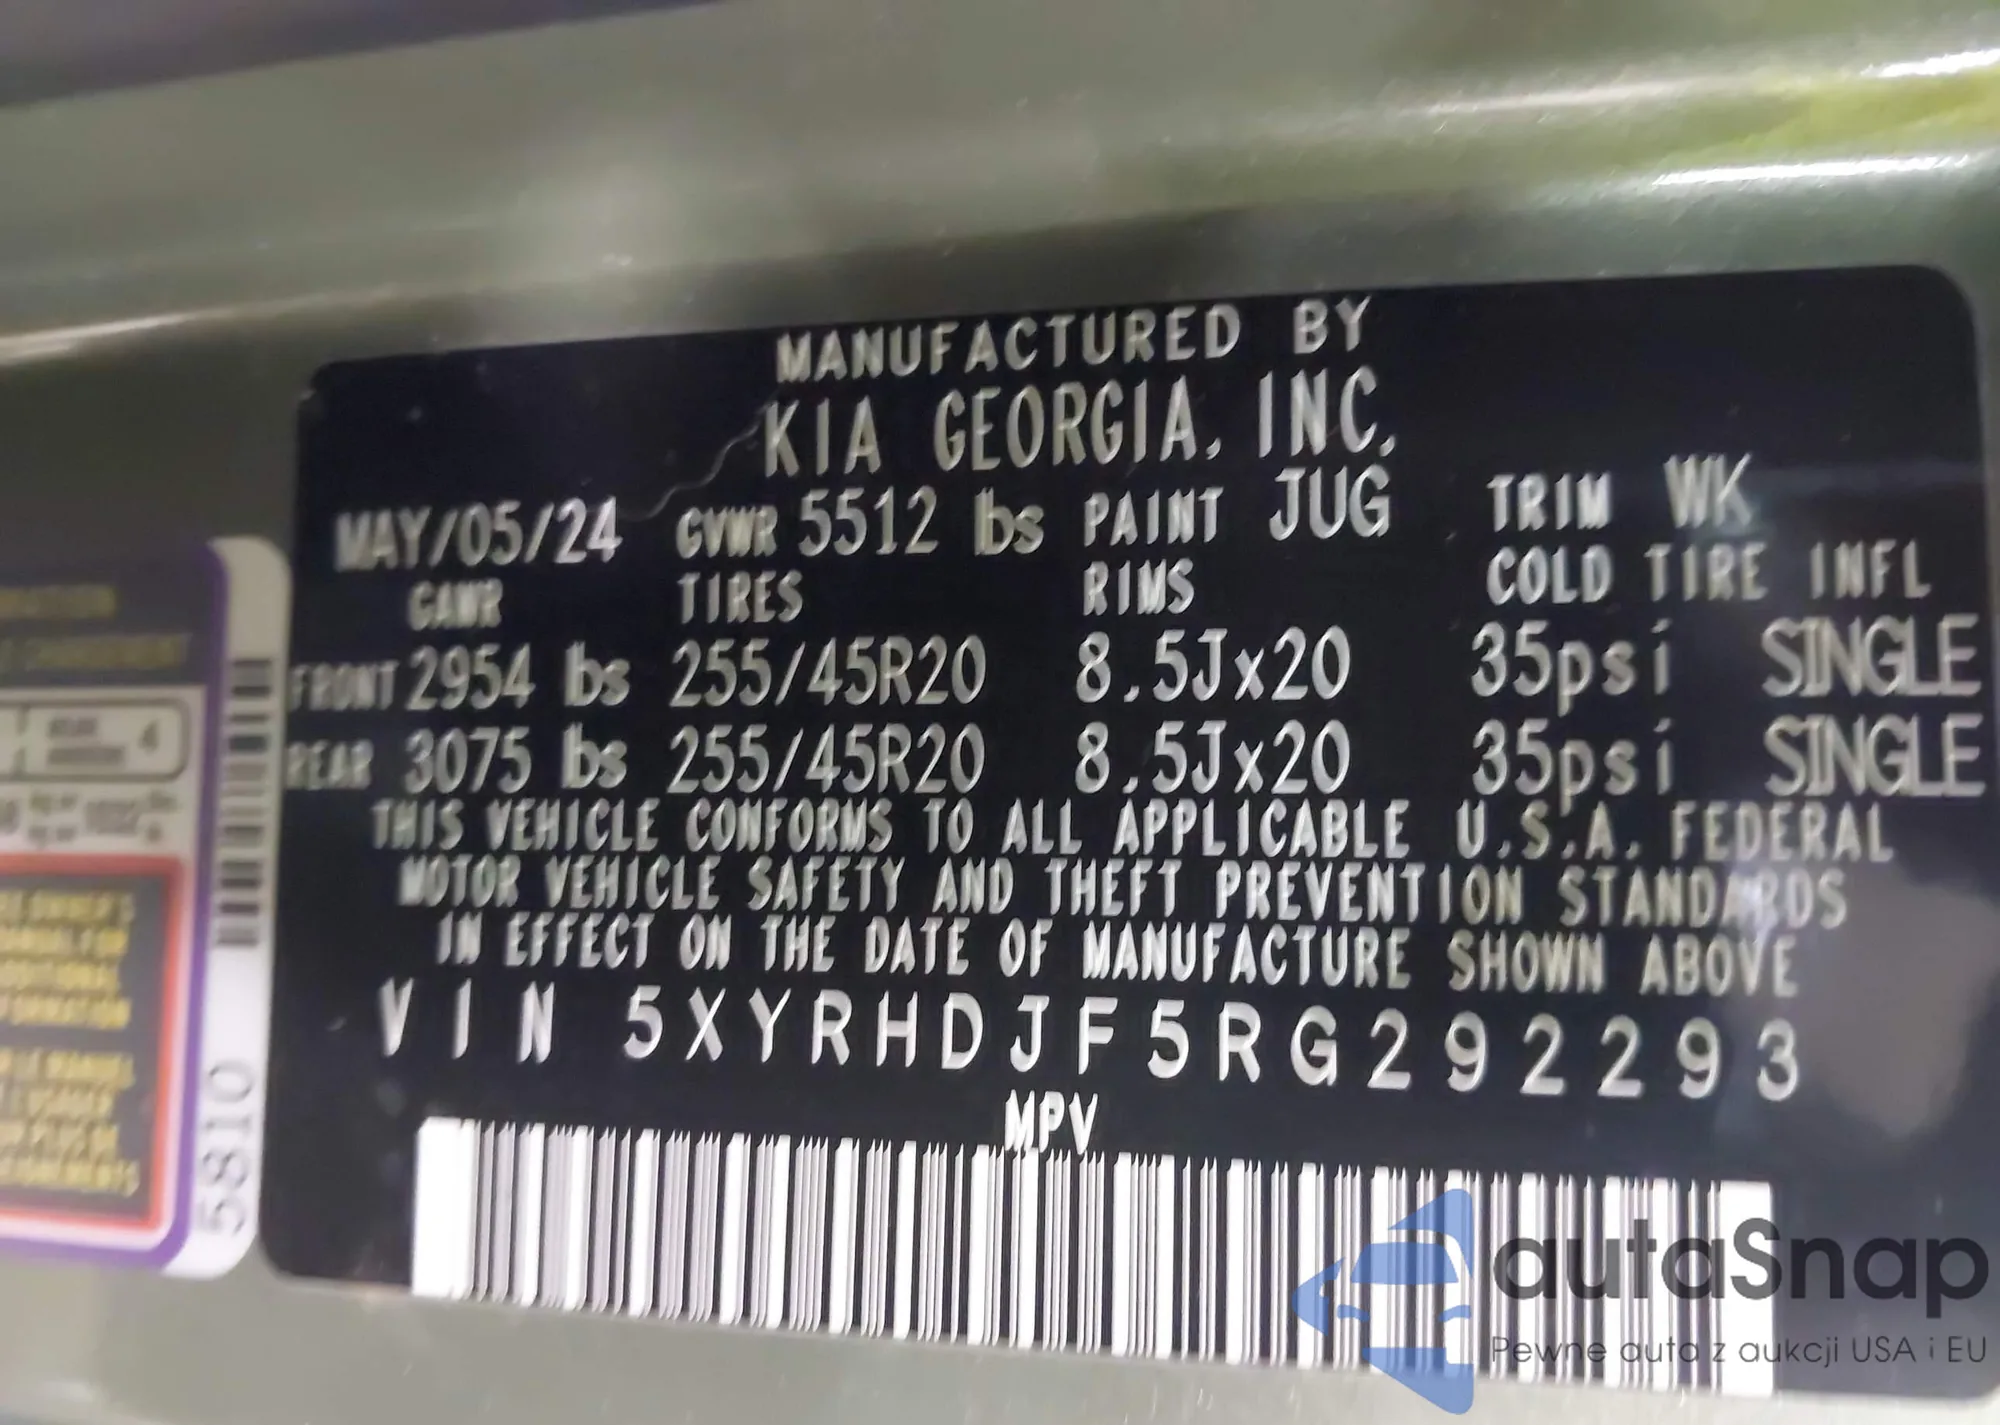 MANUFACTURED BY
KIA GEORGIA, INC.
MAY/05/24 GVWR 5512 lbs PAINT JUG TRIM WK
GAWR TIRES RIMS COLD TIRE INFL
FRONT 2954 lbs 255/45R20 8.5Jx20 35psi SINGLE
REAR 3075 lbs 255/45R20 8.5Jx20 35psi SINGLE
THIS VEHICLE CONFORMS TO ALL APPLICABLE U.S.A. FEDERAL
MOTOR VEHICLE SAFETY AND THEFT PREVENTION STANDARDS
IN EFFECT ON THE DATE OF MANUFACTURE SHOWN ABOVE
VIN 5XYRHDJF5RG292293
MPV
5810
4
autaSnap
Pewne auta z aukcji USA i EU